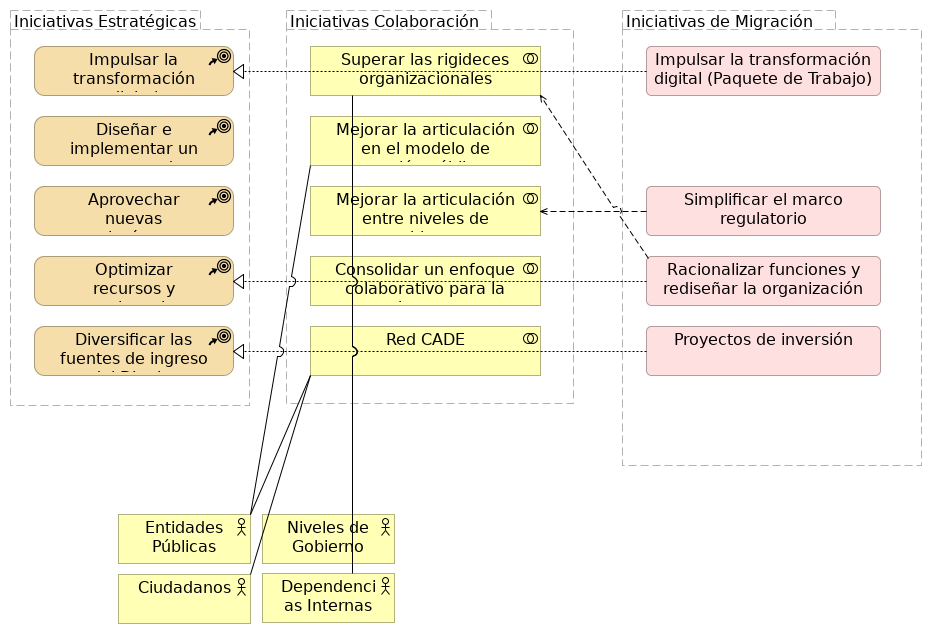 Iniciativas Estratégicas
Impulsar la
transformación
Diseñar e
implementar un
Aprovechar
nuevas
Optimizar
recursos y
Diversificar las
fuentes de ingreso
Iniciativas Colaboración
Superar las rigideces
organizacionales
Mejorar la articulación
en el modelo de
Mejorar la articulación
entre niveles de
Consolidar un enfoque
colaborativo para la
Red CADE
Iniciativas de Migración
Impulsar la transformación
digital (Paquete de Trabajo)
Simplificar el marco
regulatorio
Racionalizar funciones y
rediseñar la organización
Proyectos de inversión
Entidades
Públicas
Niveles de
Gobierno
Ciudadanos
Dependenci
as Internas